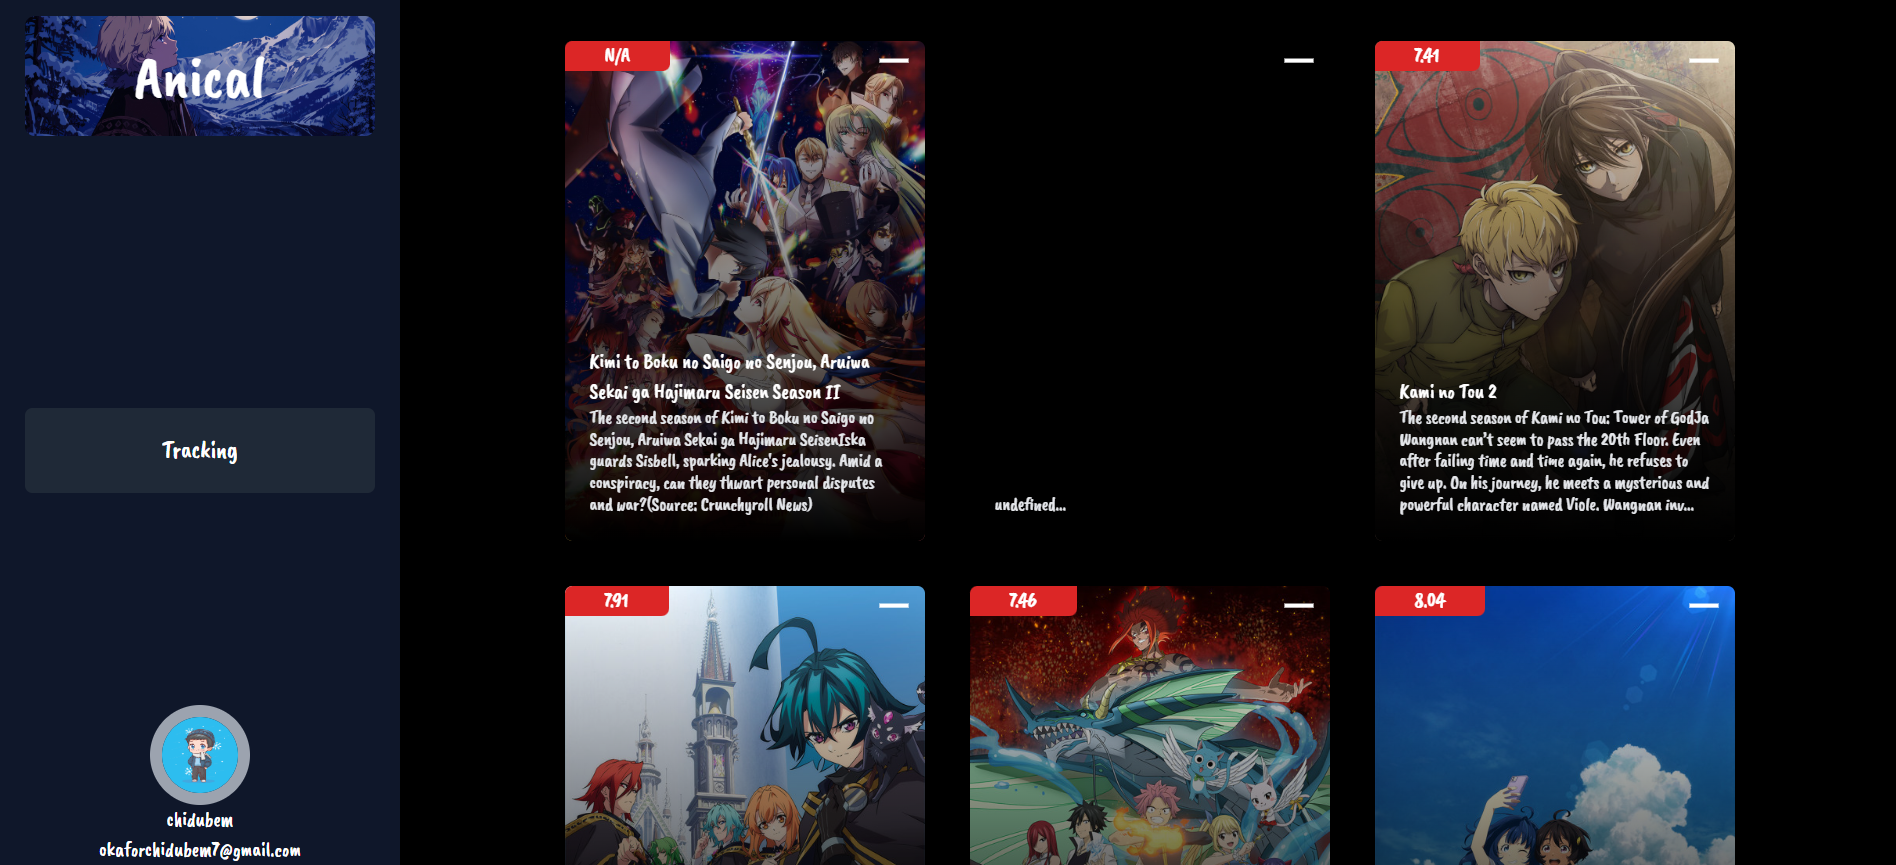 Anical
Tracking
chidubem
okaforchidubem7@gmail.com
N/A
Kimi to Boku no Saigo no Senjou, Aruiwa
Sekai ga Hajimaru Seisen Season II
The second season of Kimi to Boku no Saigo no
Senjou, Aruiwa Sekai ga Hajimaru SeisenIska
guards Sisbell, sparking Alice's jealousy. Amid a
conspiracy, can they thwart personal disputes
and war?(Source: Crunchyroll News)
undefined...
7.41
Kami no Tou 2
The second season of Kami no Tou: Tower of GodJa
Wangnan can't seem to pass the 20th Floor. Even
after failing time and time again, he refuses to
give up. On his journey, he meets a mysterious and
powerful character named Viole. Wangnan inv...
7.91
7.46
8.04